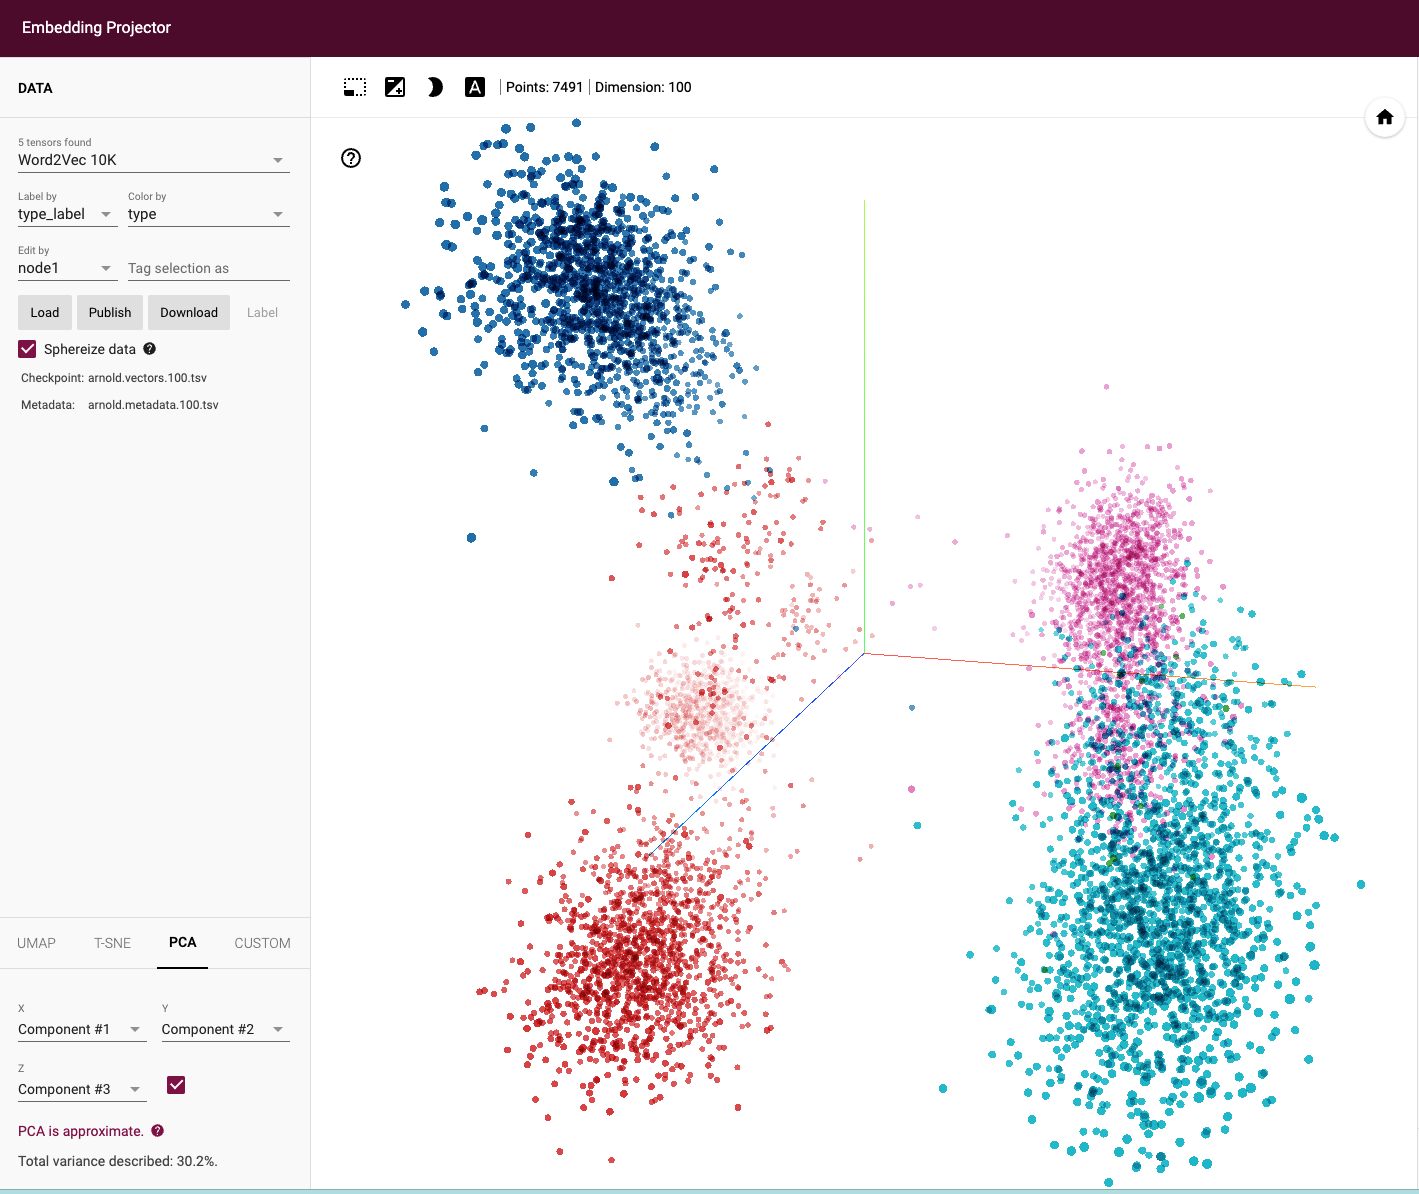 Embedding Projector
DATA
Points: 7491 Dimension: 100
5 tensors found
Word2Vec 10K
Label by Color by
type_label type
Edit by
node1 Tag selection as
Load Publish Download Label
Sphereize data
Checkpoint: arnold.vectors.100.tsv
Metadata: arnold.metadata.100.tsv
UMAP T-SNE PCA CUSTOM
X Y
Component #1 Component #2
Z
Component #3
PCA is approximate.
Total variance described: 30.2%.